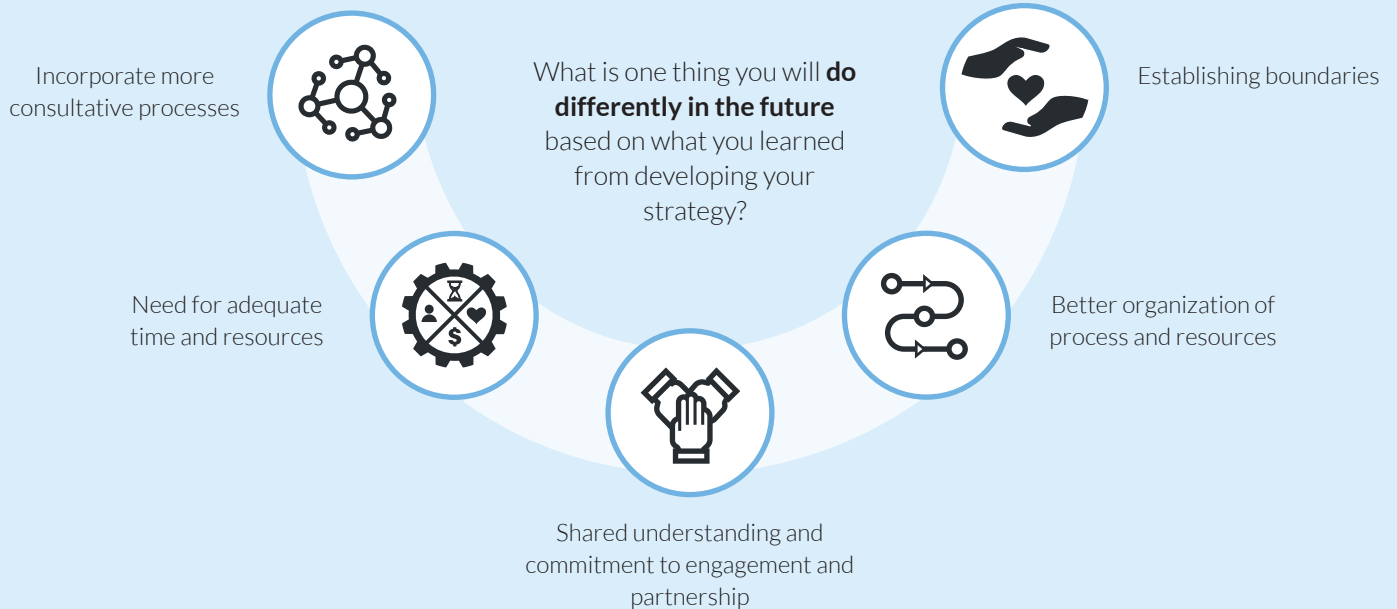 What is one thing you will do
differently in the future
based on what you learned
from developing your
strategy?
Incorporate more
consultative processes
Need for adequate
time and resources
$
Shared understanding and
commitment to engagement and
partnership
Better organization of
process and resources
Establishing boundaries